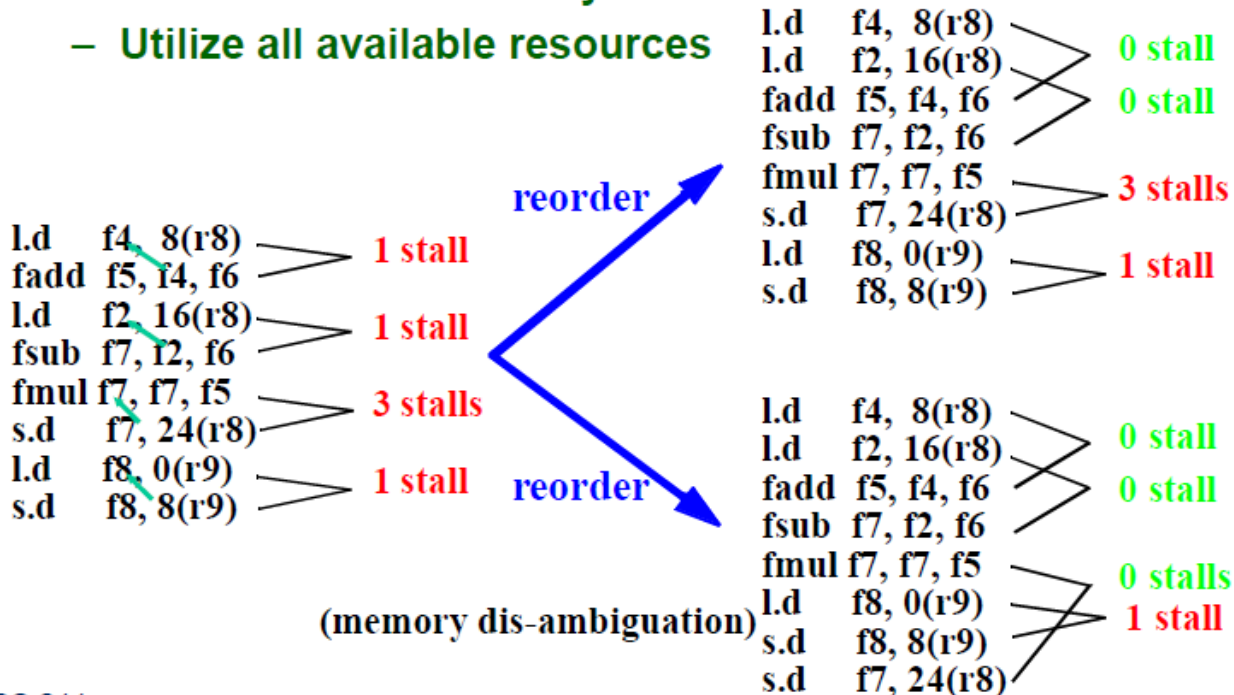 – Utilize all available resources
l.d f4, 8(r8)
fadd f5, f4, f6
l.d f2, 16(r8)
fsub f7, f2, f6
fmul f7, f7, f5
s.d f7, 24(r8)
l.d f8, 0(r9)
s.d f8, 8(r9)
1 stall
1 stall
3 stalls
1 stall
reorder
reorder
(memory dis-ambiguation)
l.d f4, 8(r8)
l.d f2, 16(r8)
fadd f5, f4, f6
fsub f7, f2, f6
fmul f7, f7, f5
s.d f7, 24(r8)
l.d f8, 0(r9)
s.d f8, 8(r9)
0 stall
0 stall
3 stalls
1 stall
l.d f4, 8(r8)
l.d f2, 16(r8)
fadd f5, f4, f6
fsub f7, f2, f6
fmul f7, f7, f5
l.d f8, 0(r9)
s.d f8, 8(r9)
s.d f7, 24(r8)
0 stall
0 stall
0 stalls
1 stall